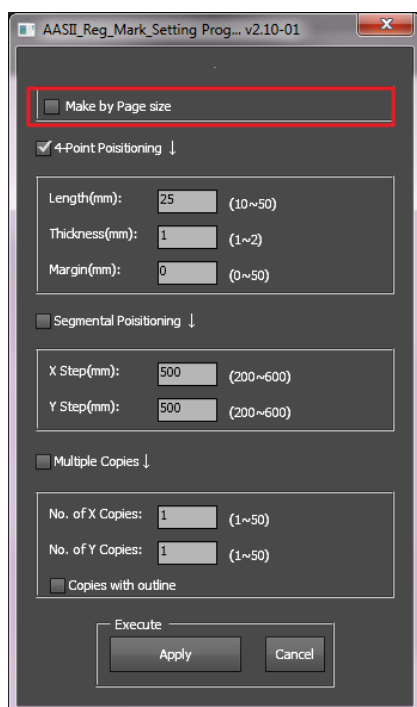 AASII_Reg_Mark_Setting Prog... v2.10-01
Make by Page size
4-Point Poisitioning ↓
Length(mm): 25 (10~50)
Thickness(mm): 1 (1~2)
Margin(mm): 0 (0~50)
Segmental Poisitioning ↓
X Step(mm): 500 (200~600)
Y Step(mm): 500 (200~600)
Multiple Copies ↓
No. of X Copies: 1 (1~50)
No. of Y Copies: 1 (1~50)
Copies with outline
Execute
Apply Cancel